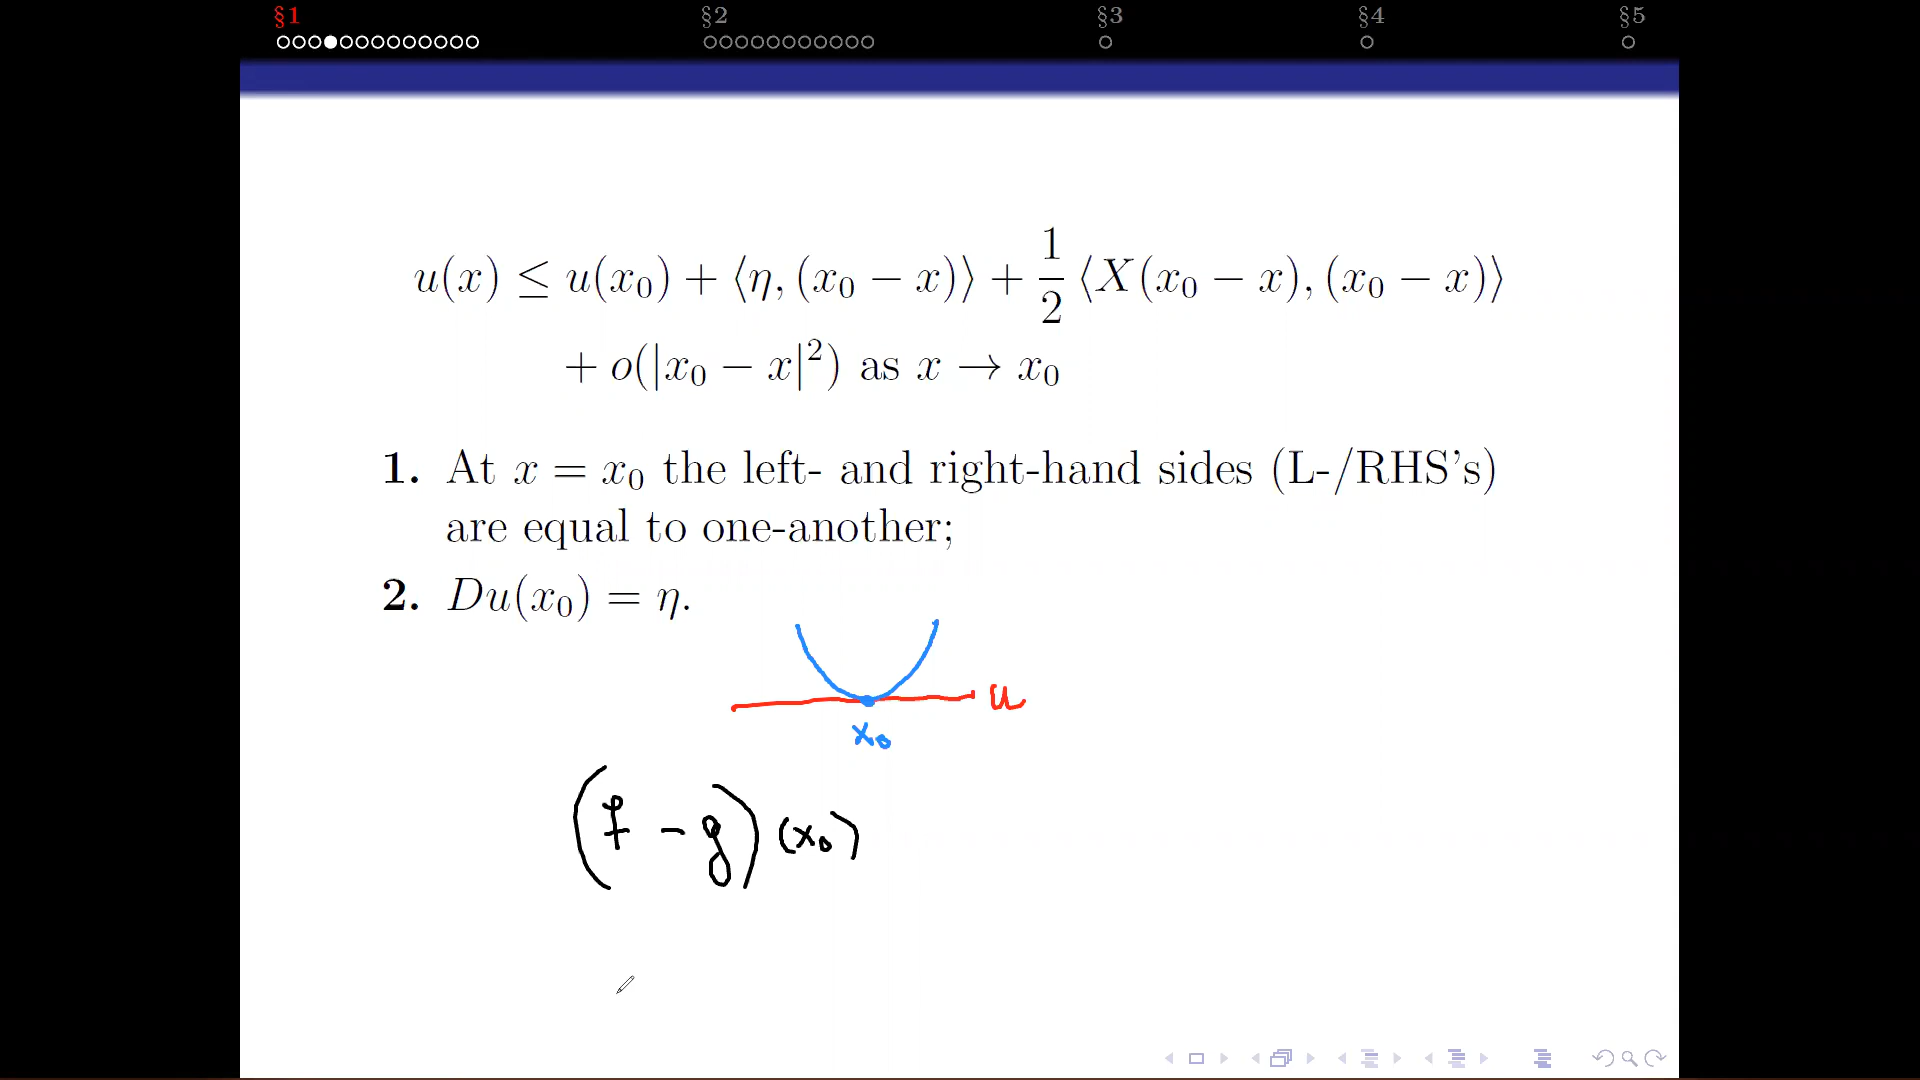 §1 §2 §3 §4 §5
u(x) ≤ u(x₀) + ⟨η, (x₀ − x)⟩ + 1/2 ⟨X(x₀ − x), (x₀ − x)⟩
+ o(|x₀ − x|²) as x → x₀
1. At x = x₀ the left- and right-hand sides (L-/RHS's)
are equal to one-another;
2. Du(x₀) = η.
u
x₀
(f − g)(x₀)